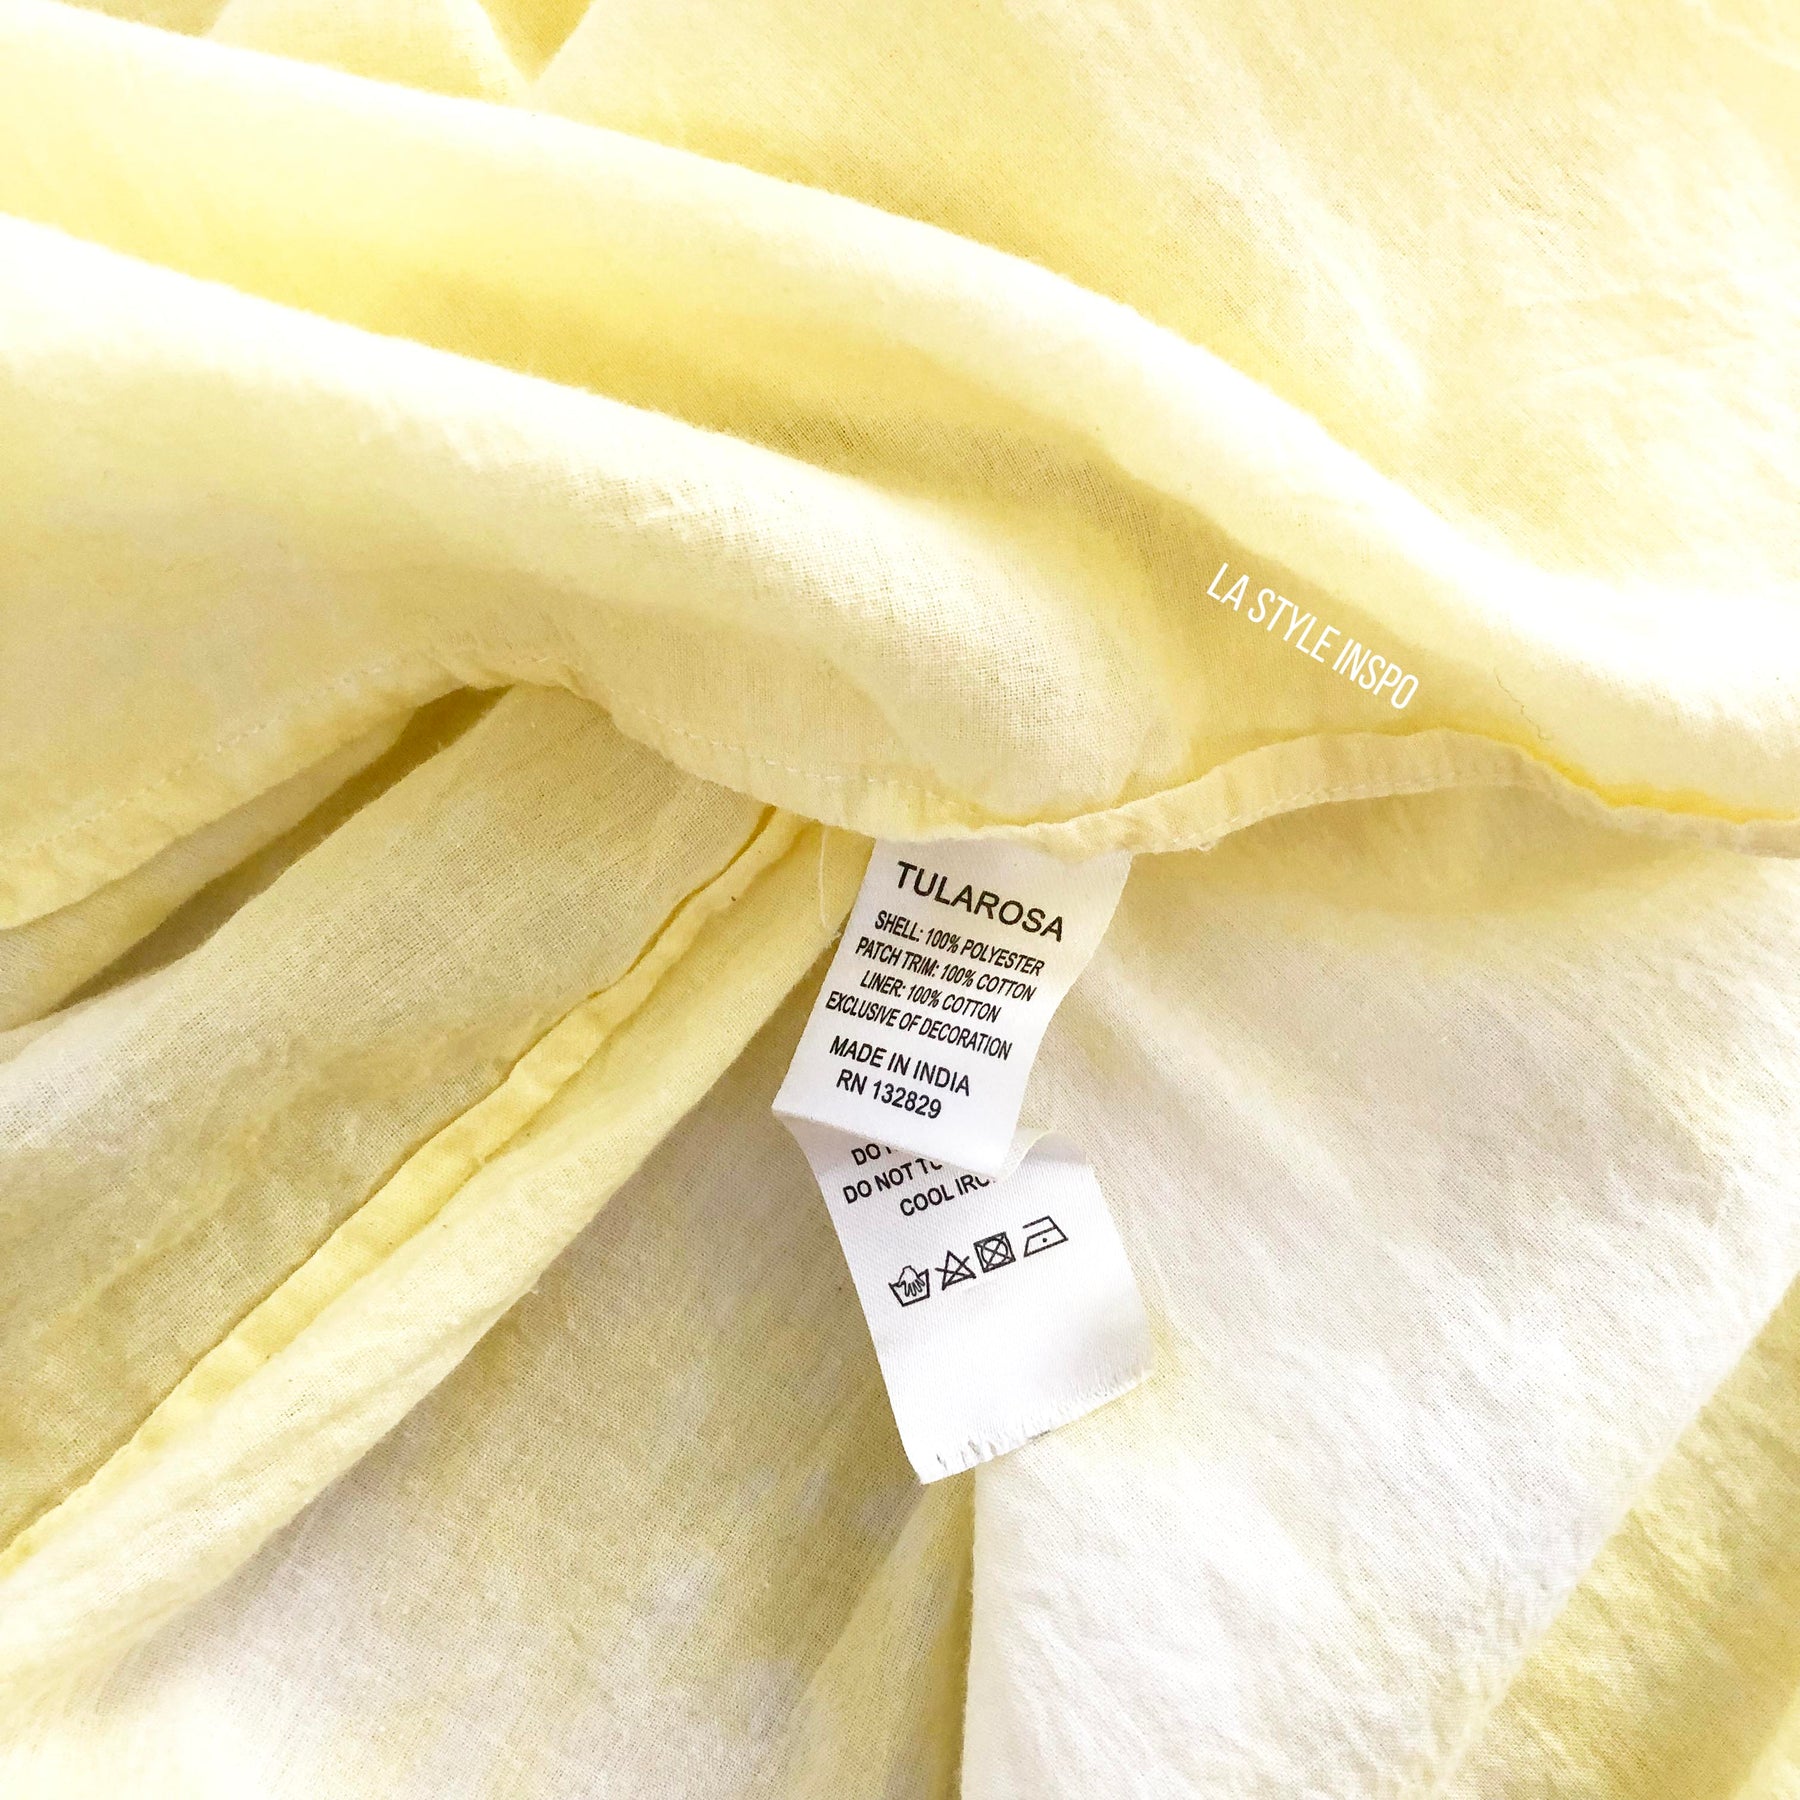 LA STYLE INSPO
TULAROSA
SHELL: 100% POLYESTER
PATCH TRIM: 100% COTTON
LINER: 100% COTTON
EXCLUSIVE OF DECORATION
MADE IN INDIA
RN 132829
DO NOT
COOL